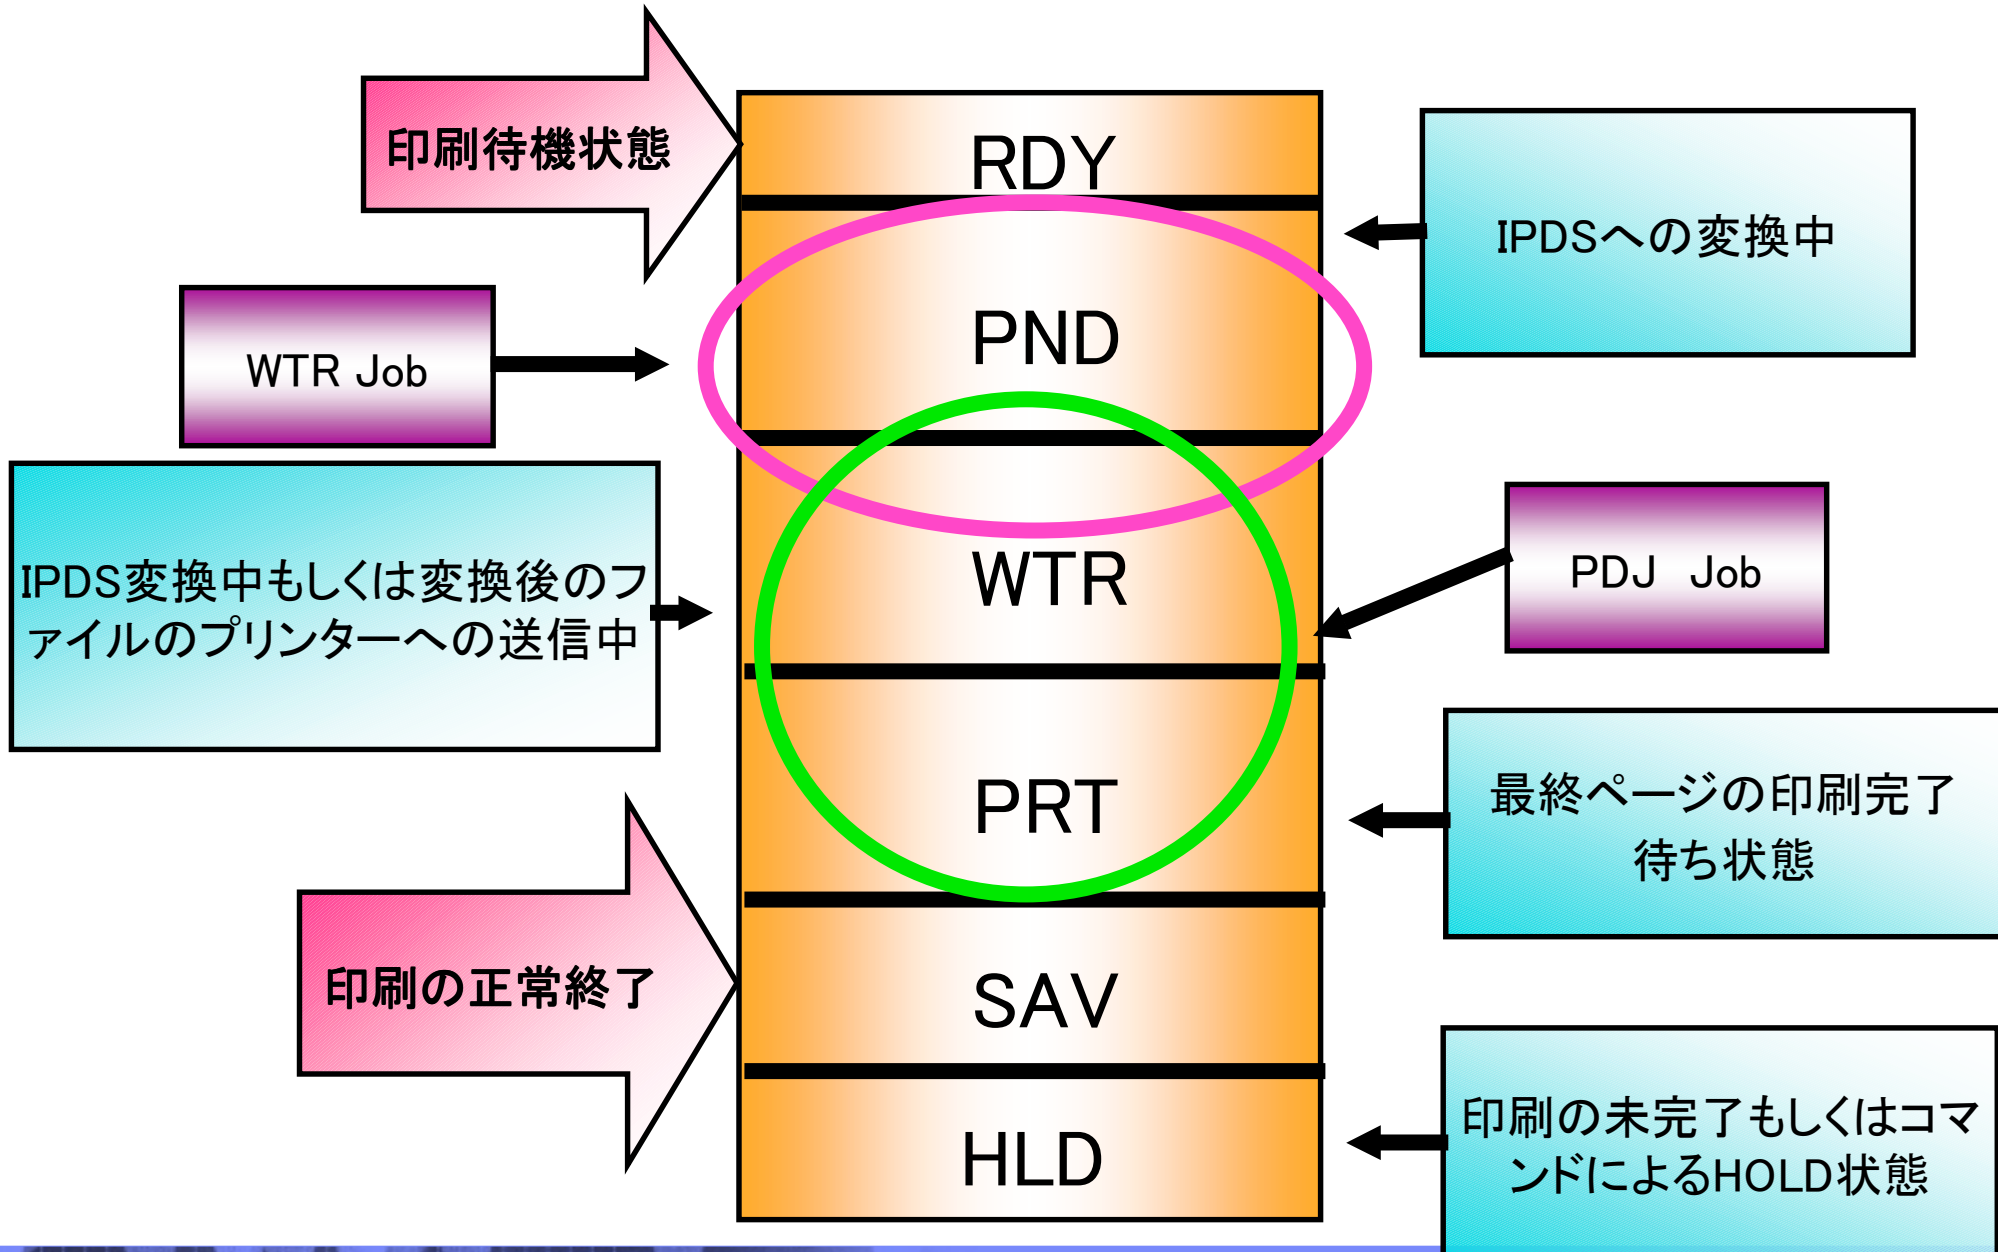 印刷待機状態
RDY
IPDSへの変換中
PND
WTR Job
IPDS変換中もしくは変換後のフ
ァイルのプリンターへの送信中
WTR
PDJ　Job
PRT
最終ページの印刷完了
待ち状態
印刷の正常終了
SAV
HLD
印刷の未完了もしくはコマ
ンドによるHOLD状態